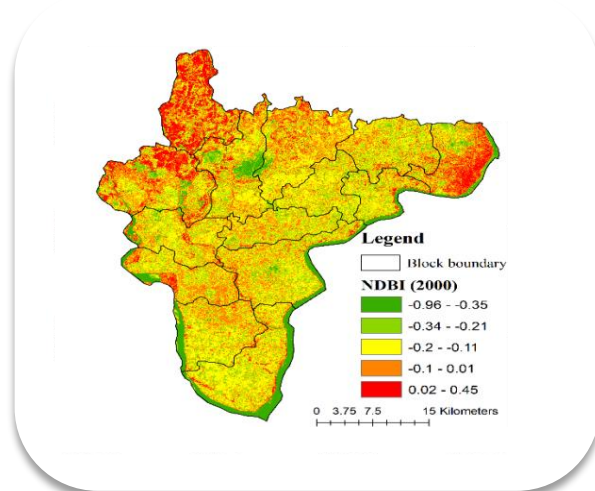 Legend
Block boundary
NDBI (2000)
-0.96 - -0.35
-0.34 - -0.21
-0.2 - -0.11
-0.1 - 0.01
0.02 - 0.45
0 3.75 7.5 15 Kilometers